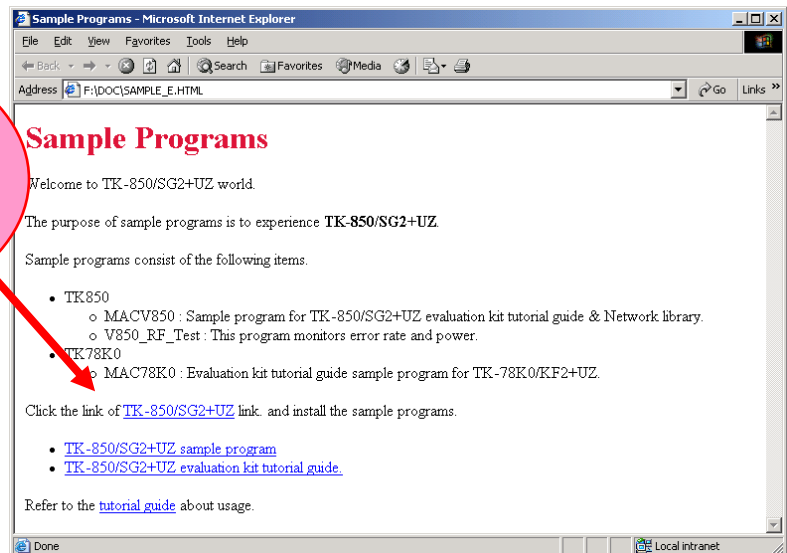 Sample Programs - Microsoft Internet Explorer
File Edit View Favorites Tools Help
Back Search Favorites Media
Address F:\DOC\SAMPLE_E.HTML Go Links »
Sample Programs
Welcome to TK-850/SG2+UZ world.
The purpose of sample programs is to experience TK-850/SG2+UZ.
Sample programs consist of the following items.
TK850
MACV850 : Sample program for TK-850/SG2+UZ evaluation kit tutorial guide & Network library.
V850_RF_Test : This program monitors error rate and power.
TK78K0
MAC78K0 : Evaluation kit tutorial guide sample program for TK-78K0/KF2+UZ.
Click the link of TK-850/SG2+UZ link. and install the sample programs.
TK-850/SG2+UZ sample program
TK-850/SG2+UZ evaluation kit tutorial guide.
Refer to the tutorial guide about usage.
Done Local intranet